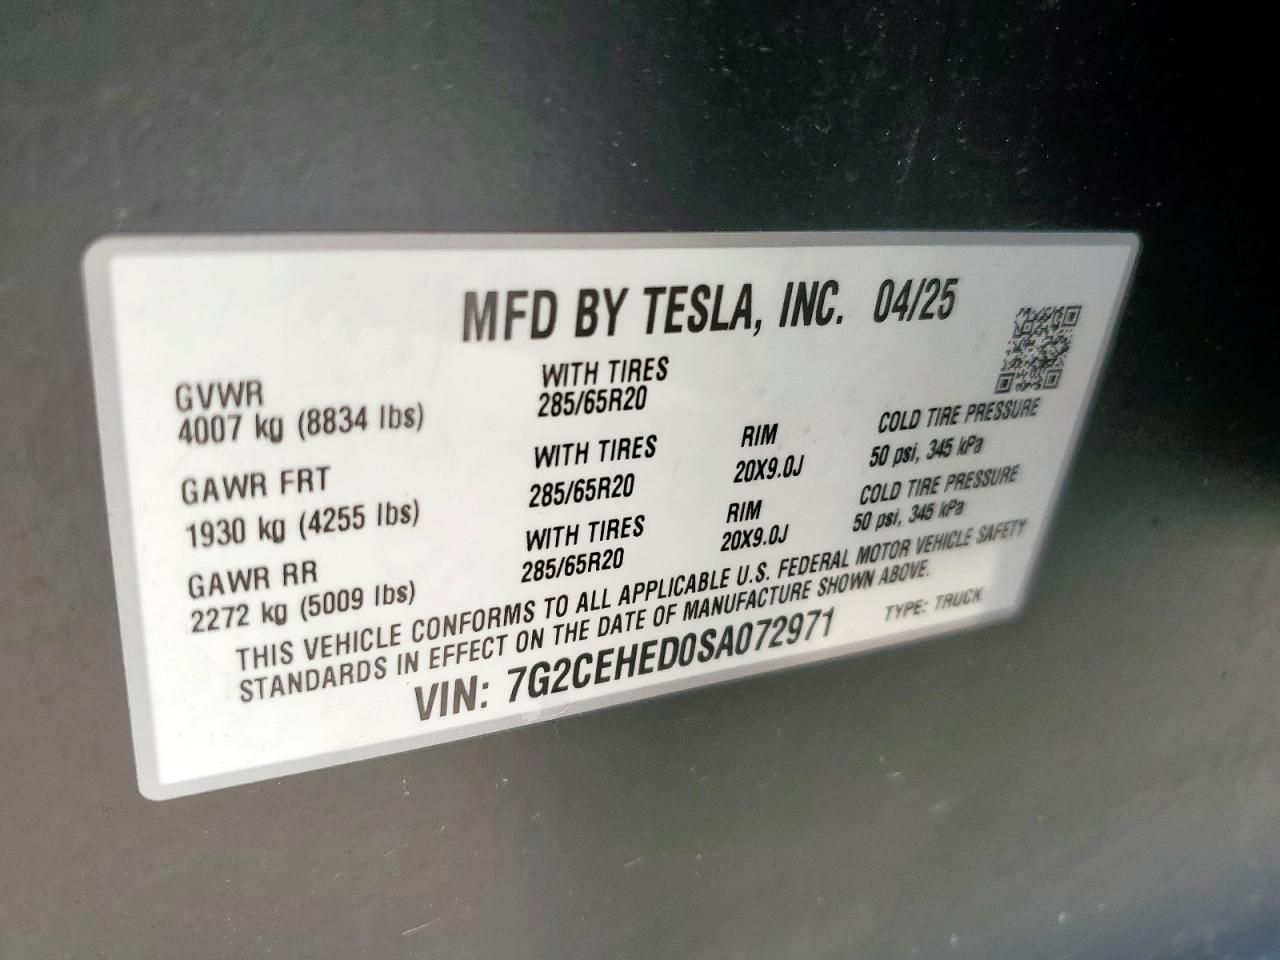 MFD BY TESLA, INC. 04/25
GVWR
4007 kg (8834 lbs)
WITH TIRES
285/65R20
GAWR FRT
1930 kg (4255 lbs)
WITH TIRES
285/65R20
RIM
20X9.0J
COLD TIRE PRESSURE
50 psi, 345 kPa
GAWR RR
2272 kg (5009 lbs)
WITH TIRES
285/65R20
RIM
20X9.0J
COLD TIRE PRESSURE
50 psi, 345 kPa
THIS VEHICLE CONFORMS TO ALL APPLICABLE U.S. FEDERAL MOTOR VEHICLE SAFETY
STANDARDS IN EFFECT ON THE DATE OF MANUFACTURE SHOWN ABOVE.
VIN: 7G2CEHED0SA072971
TYPE: TRUCK